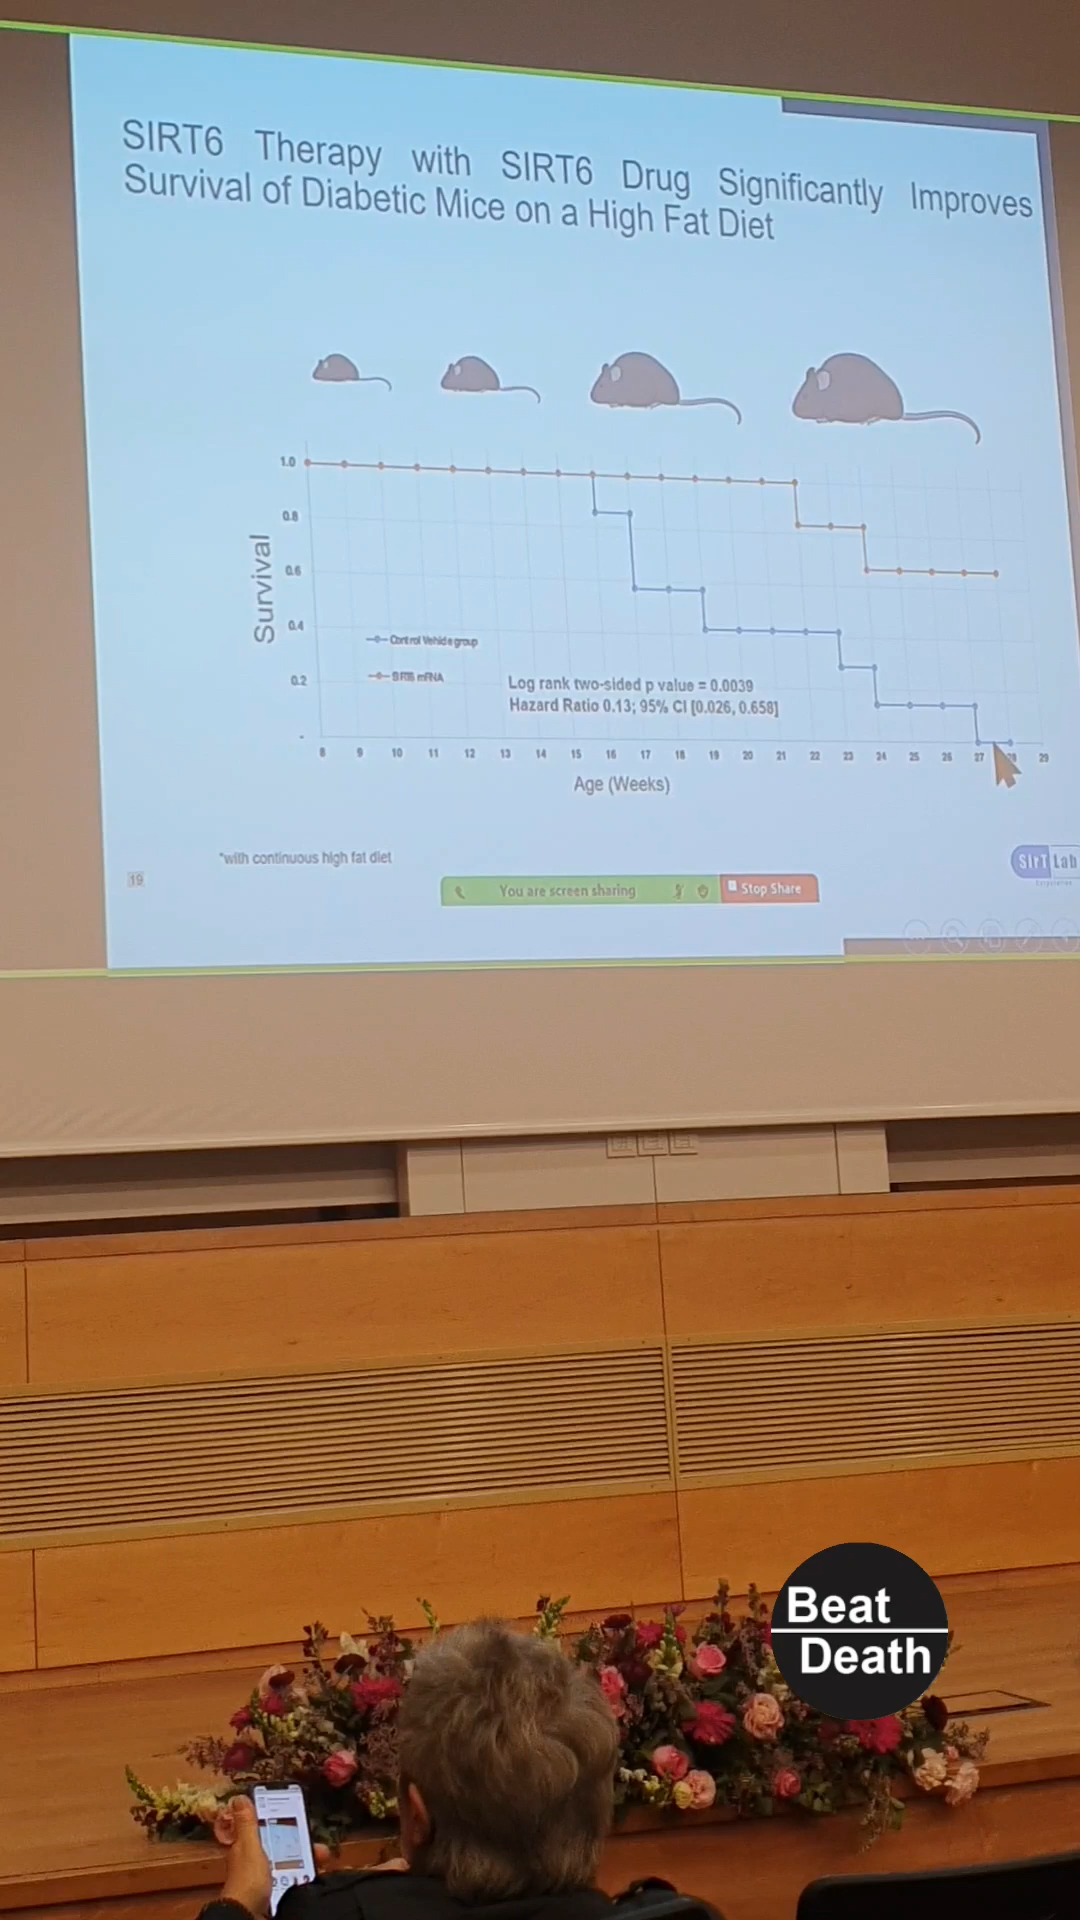 SIRT6 Therapy with SIRT6 Drug Significantly Improves
Survival of Diabetic Mice on a High Fat Diet
1.0
0.8
0.6
0.4
0.2
-
Survival
Control Vehicle group
mRNA
Log rank two-sided p value = 0.0039
Hazard Ratio 0.13; 95% CI [0.026, 0.658]
8 9 10 11 12 13 14 15 16 17 18 19 20 21 22 23 24 25 26 27 28 29
Age (Weeks)
*with continuous high fat diet
19
SirT Lab
You are screen sharing
Stop Share
Beat
Death